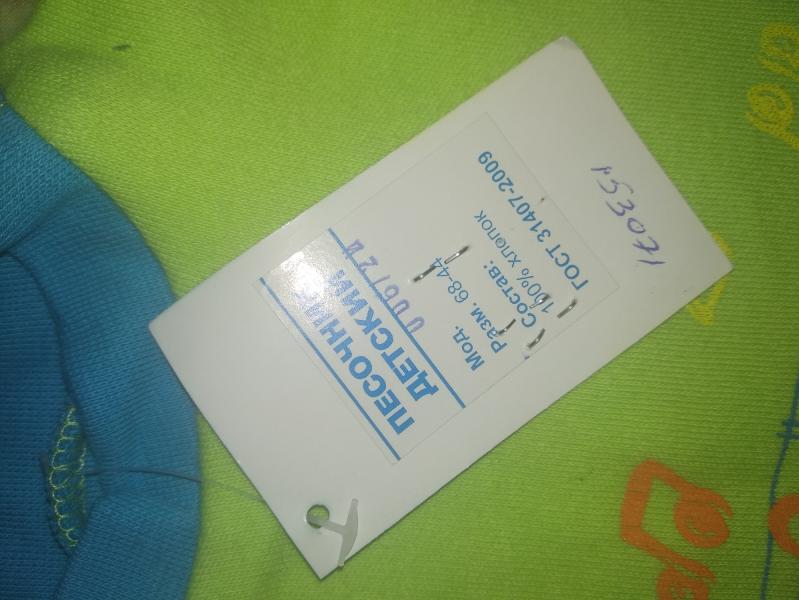 ПЕСОЧНИК
ДЕТСКИЙ
Мод.
Разм. 68-44
Состав:
100% хлопок
ГОСТ 31407-2009